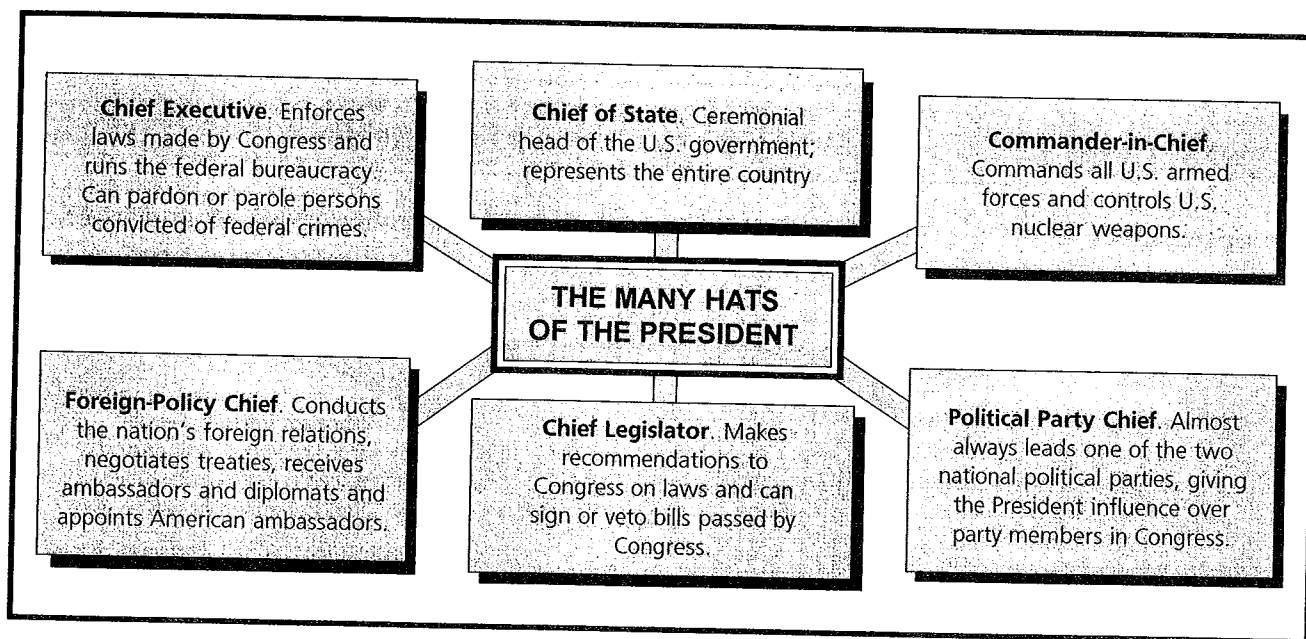 Chief Executive. Enforces
laws made by Congress and
runs the federal bureaucracy.
Can pardon or parole persons
convicted of federal crimes.
Chief of State. Ceremonial
head of the U.S. government;
represents the entire country
Commander-in-Chief.
Commands all U.S. armed
forces and controls U.S.
nuclear weapons.
THE MANY HATS
OF THE PRESIDENT
Foreign-Policy Chief. Conducts
the nation's foreign relations,
negotiates treaties, receives
ambassadors and diplomats and
appoints American ambassadors.
Chief Legislator. Makes
recommendations to
Congress on laws and can
sign or veto bills passed by
Congress.
Political Party Chief. Almost
always leads one of the two
national political parties, giving
the President influence over
party members in Congress.